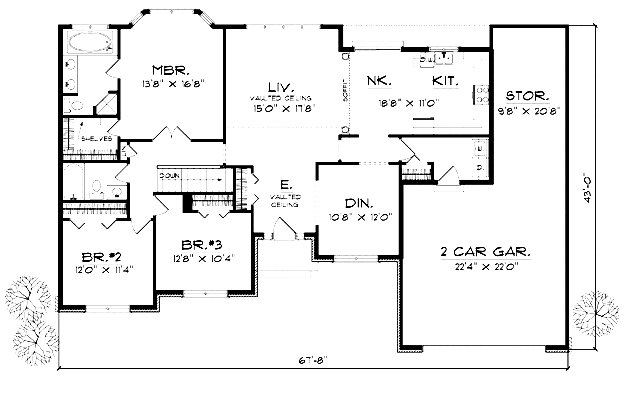 MBR.
13'8" × 16'8"
LIV.
VAULTED CEILING
15'0" × 17'8"
SOFFIT
NK.
KIT.
18'8" × 11'0"
STOR.
9'8" × 20'8"
SHELVES
DOWN
E.
VAULTED
CEILING
DIN.
10'8" × 12'0"
BR.#2
12'0" × 11'4"
BR.#3
12'8" × 10'4"
2 CAR GAR.
22'4" × 22'0"
43'-0"
67'-8"